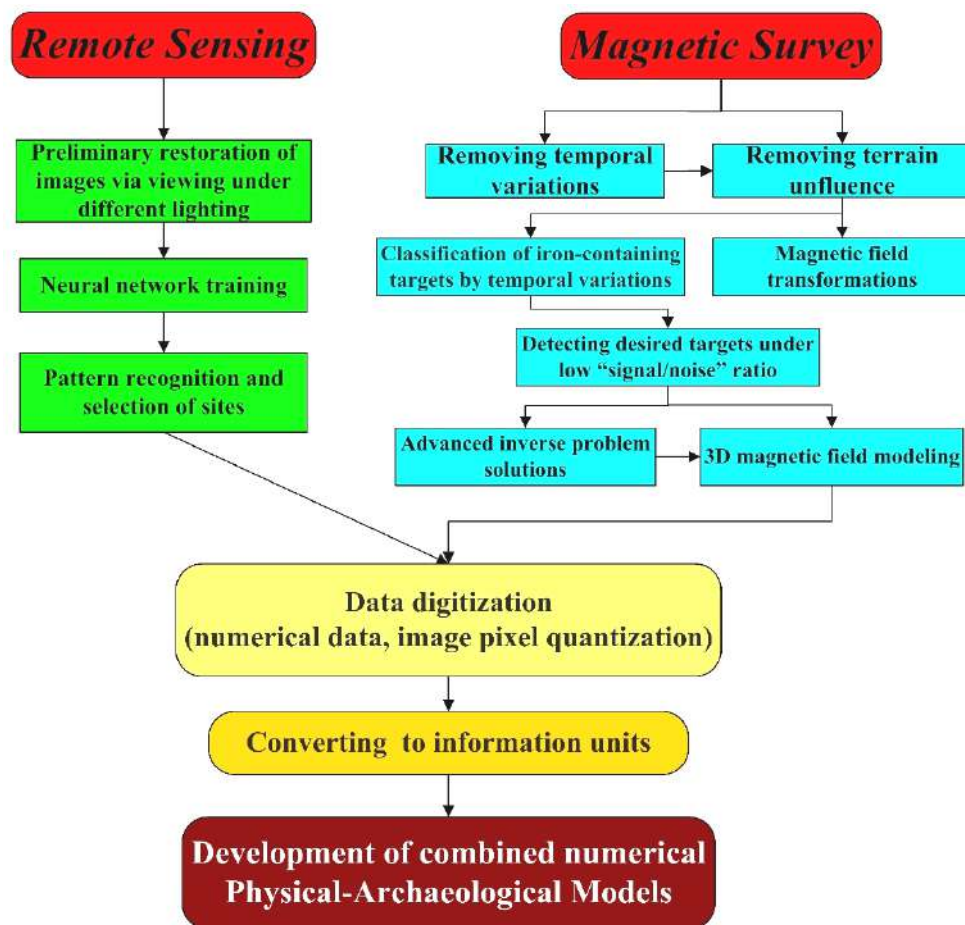 Remote Sensing
Magnetic Survey
Preliminary restoration of
images via viewing under
different lighting
Removing temporal
variations
Removing terrain
unfluence
Neural network training
Classification of iron-containing
targets by temporal variations
Magnetic field
transformations
Detecting desired targets under
low “signal/noise” ratio
Pattern recognition and
selection of sites
Advanced inverse problem
solutions
3D magnetic field modeling
Data digitization
(numerical data, image pixel quantization)
Converting to information units
Development of combined numerical
Physical-Archaeological Models